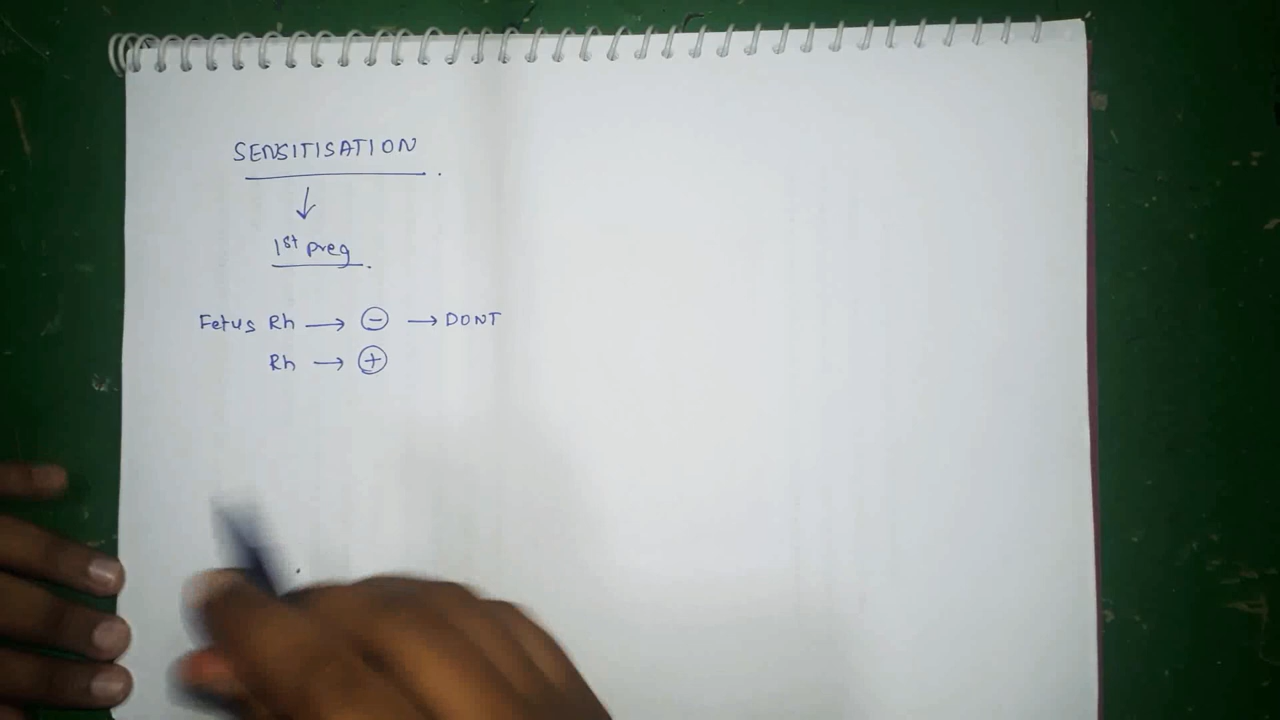 SENSITISATION.
↓
1st preg.
Fetus Rh → ⊖ → DONT
Rh → ⊕